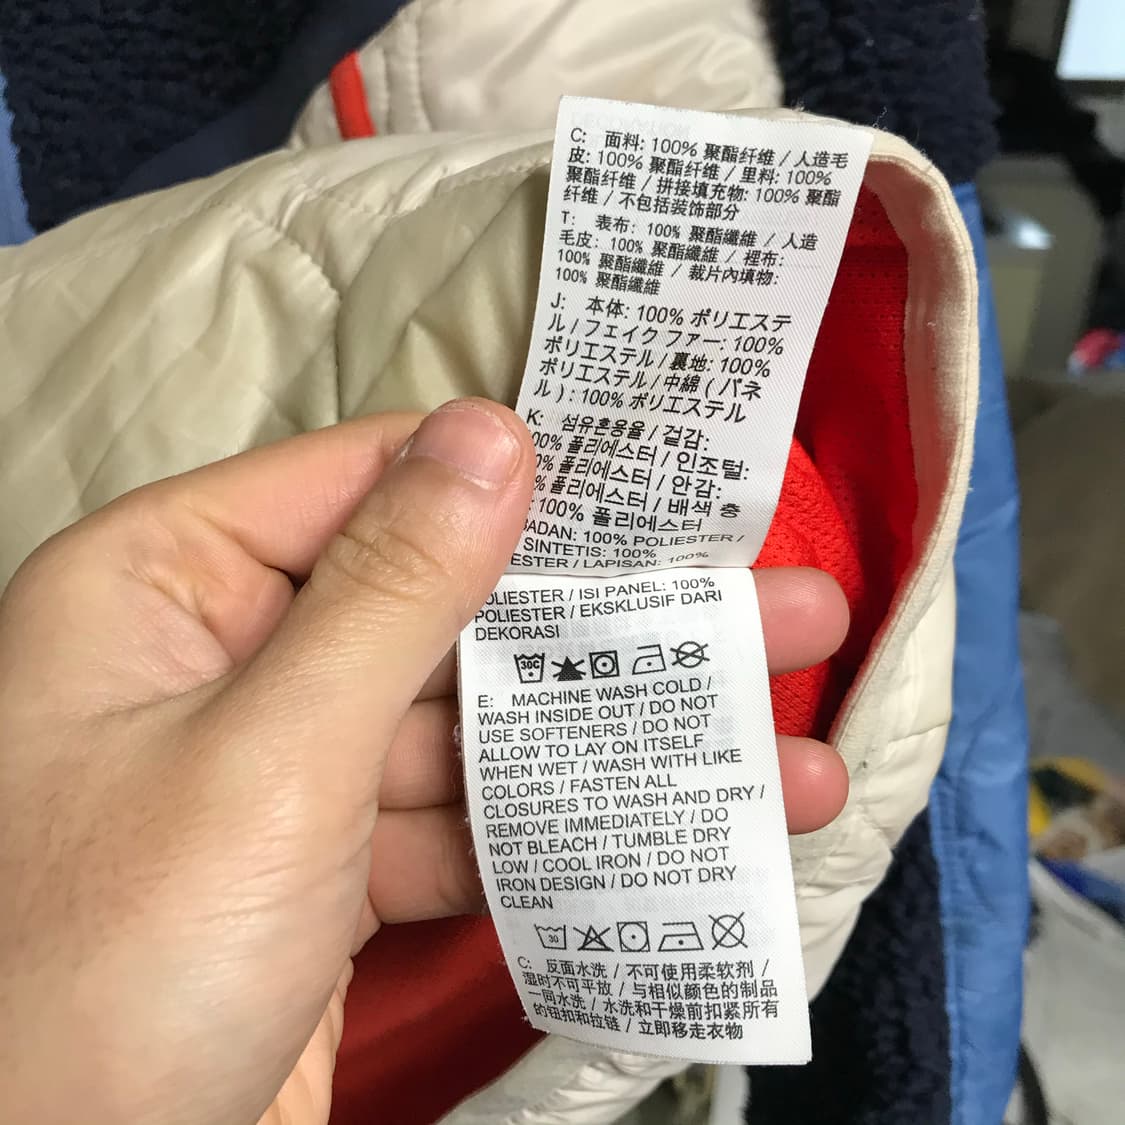 C: 面料: 100% 聚酯纤维 / 人造毛
皮: 100% 聚酯纤维 / 里料: 100%
聚酯纤维 / 拼接填充物: 100% 聚酯
纤维 / 不包括装饰部分
T: 表布: 100% 聚酯纖維 / 人造
毛皮: 100% 聚酯纖維 / 裡布:
100% 聚酯纖維 / 裁片內填物:
100% 聚酯纖維
J: 本体: 100% ポリエステ
ル / フェイク ファー: 100%
ポリエステル / 裏地: 100%
ポリエステル / 中綿 ( パネ
ル ) : 100% ポリエステル
K: 섬유혼용율 / 겉감:
00% 폴리에스터 / 인조털:
0% 폴리에스터 / 안감:
% 폴리에스터 / 배색 충
100% 폴리에스터
BADAN: 100% POLIESTER /
SINTETIS: 100%
ESTER / LAPISAN: 100%
OLIESTER / ISI PANEL: 100%
POLIESTER / EKSKLUSIF DARI
DEKORASI
30C
E: MACHINE WASH COLD /
WASH INSIDE OUT / DO NOT
USE SOFTENERS / DO NOT
ALLOW TO LAY ON ITSELF
WHEN WET / WASH WITH LIKE
COLORS / FASTEN ALL
CLOSURES TO WASH AND DRY /
REMOVE IMMEDIATELY / DO
NOT BLEACH / TUMBLE DRY
LOW / COOL IRON / DO NOT
IRON DESIGN / DO NOT DRY
CLEAN
30
C: 反面水洗 / 不可使用柔软剂 /
湿时不可平放 / 与相似颜色的制品
一同水洗 / 水洗和干燥前扣紧所有
的钮扣和拉链 / 立即移走衣物